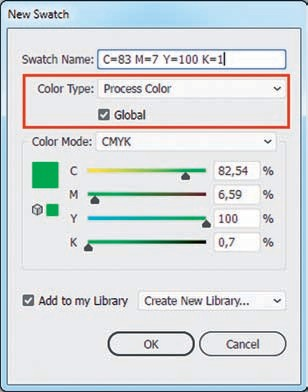 New Swatch
Swatch Name: C=83 M=7 Y=100 K=1
Color Type: Process Color
Global
Color Mode: CMYK
C 82,54 %
M 6,59 %
Y 100 %
K 0,7 %
Add to my Library Create New Library...
OK Cancel